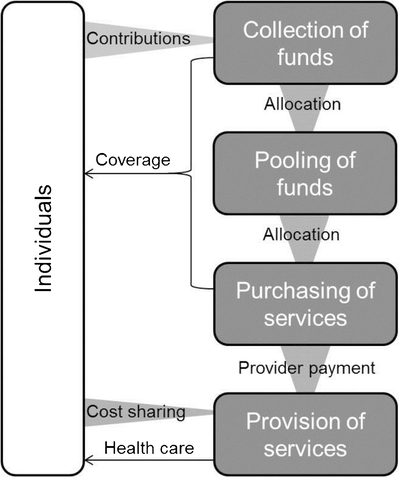 Contributions
Collection of
funds
Allocation
Coverage
Pooling of
funds
Individuals
Allocation
Purchasing of
services
Provider payment
Cost sharing
Provision of
services
Health care